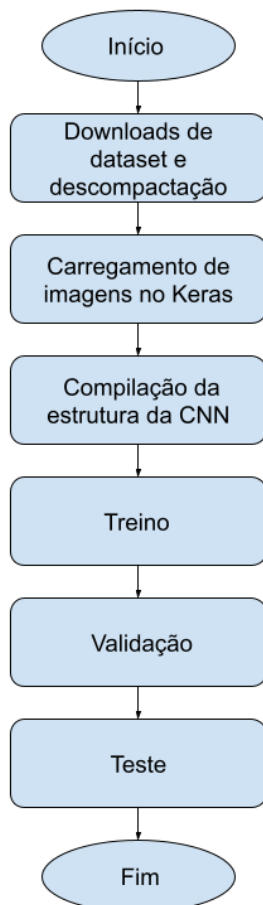 Início
Downloads de
dataset e
descompactação
Carregamento de
imagens no Keras
Compilação da
estrutura da CNN
Treino
Validação
Teste
Fim